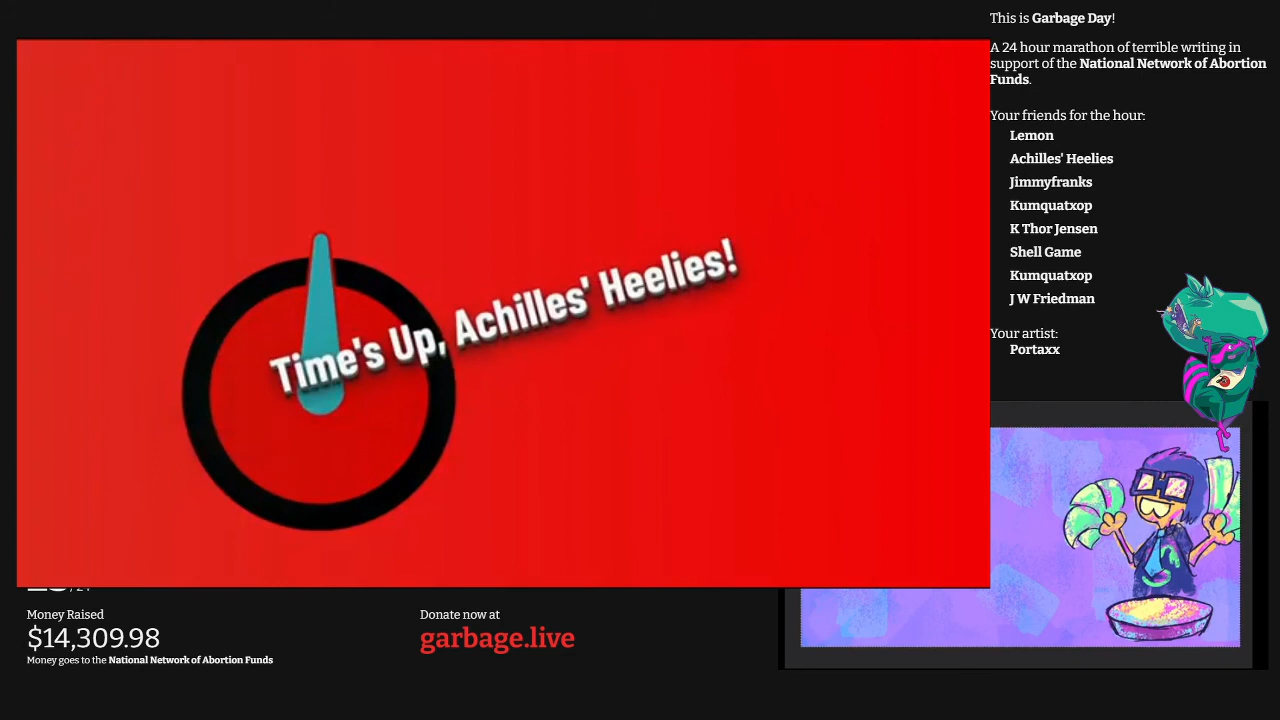 This is Garbage Day!
A 24 hour marathon of terrible writing in
support of the National Network of Abortion
Funds.
Your friends for the hour:
Lemon
Achilles' Heelies
Jimmyfranks
Kumquatxop
K Thor Jensen
Shell Game
Kumquatxop
J W Friedman
Your artist:
Portaxx
Time's Up, Achilles' Heelies!
Money Raised
$14,309.98
Money goes to the National Network of Abortion Funds
Donate now at
garbage.live